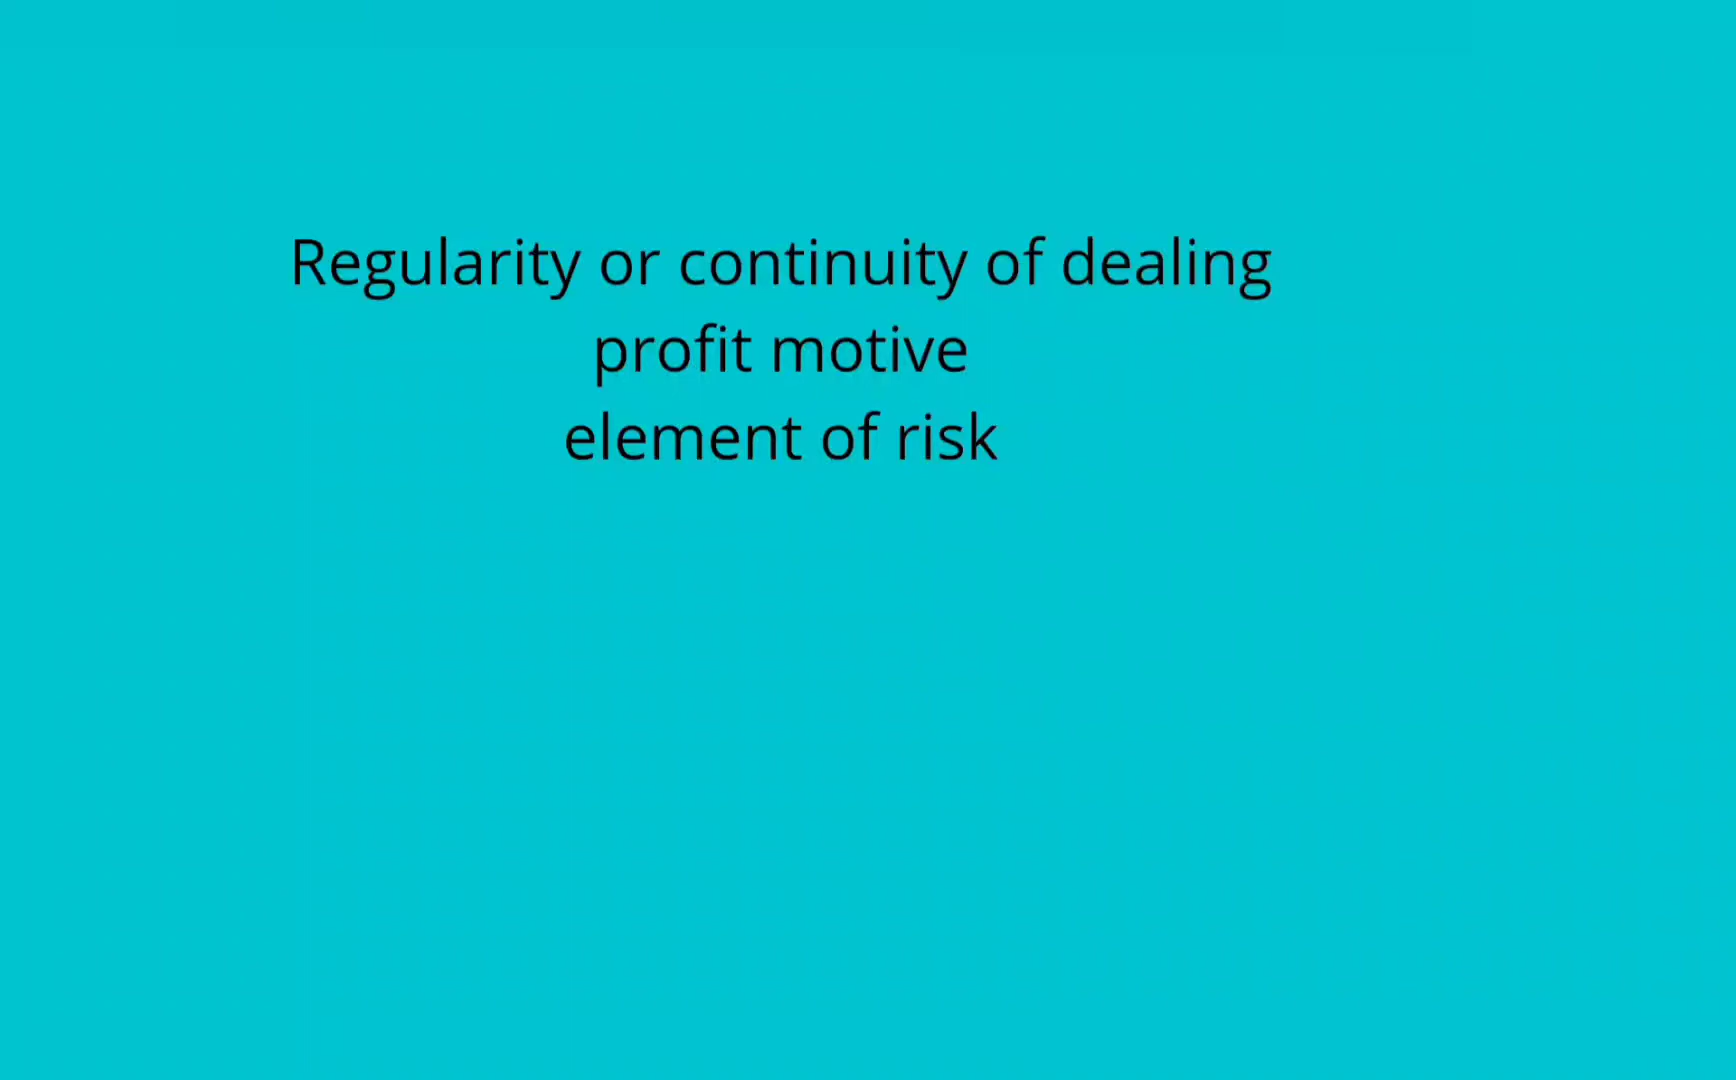 Regularity or continuity of dealing
profit motive
element of risk